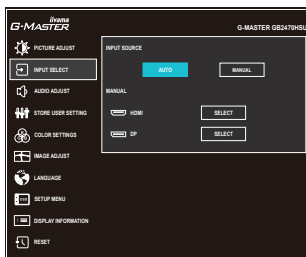 iiyama
G-MASTER
G-MASTER GB2470HSU
PICTURE ADJUST
INPUT SELECT
AUDIO ADJUST
STORE USER SETTING
COLOR SETTINGS
IMAGE ADJUST
LANGUAGE
OSD SETUP MENU
DISPLAY INFORMATION
RESET
INPUT SOURCE
AUTO
MANUAL
MANUAL
HDMI
SELECT
DP
SELECT